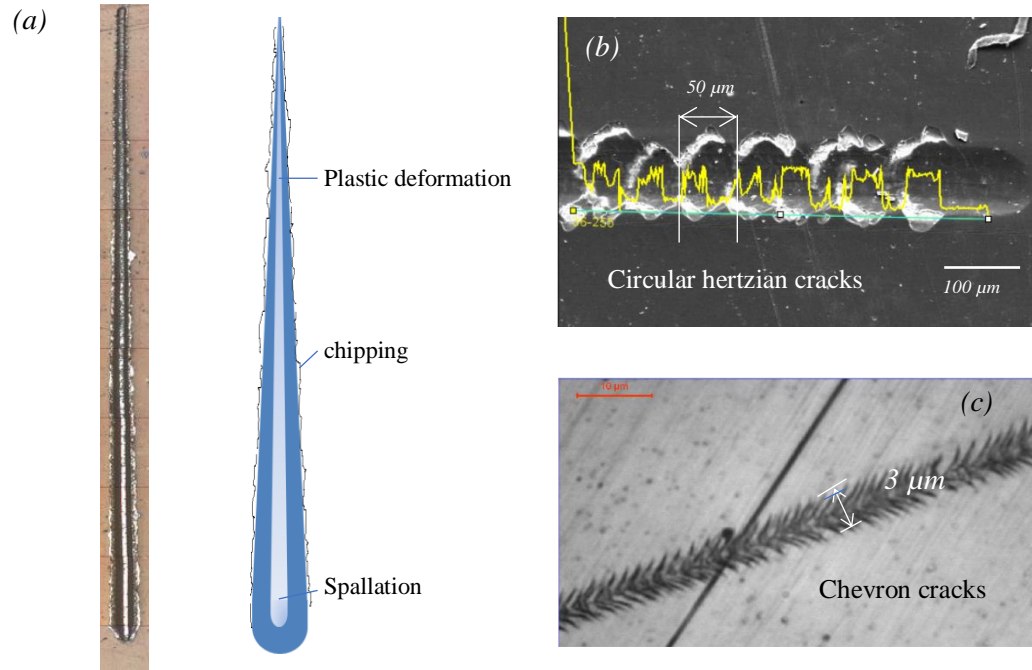 (a)
Plastic deformation
chipping
Spallation
(b)
50 µm
Circular hertzian cracks
100 µm
10 µm
(c)
3 µm
Chevron cracks